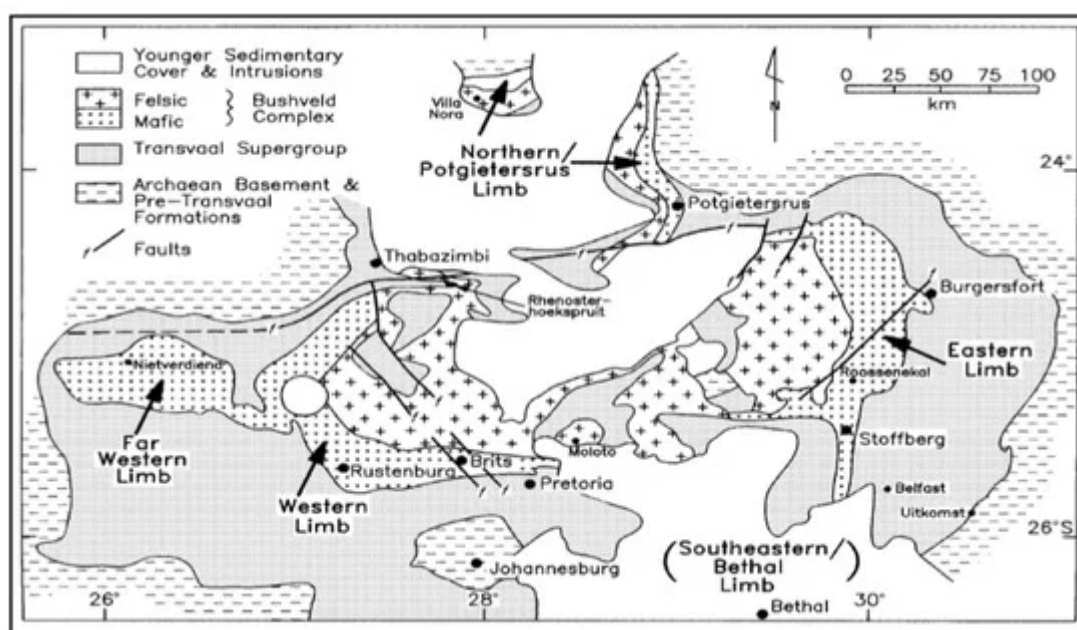 Younger Sedimentary
Cover & Intrusions
Felsic
Mafic
Bushveld
Complex
Transvaal Supergroup
Archaean Basement &
Pre-Transvaal
Formations
Faults
Villa
Nora
Northern/
Potgietersrus
Limb
N
0 25 50 75 100
km
24°
Potgietersrus
Thabazimbi
Rhenoster-
hoekspruit
Burgersfort
Nietverdiend
Eastern
Limb
Roossenekal
Far
Western
Limb
Stoffberg
Moloto
Rustenburg
Brits
Western
Limb
Pretoria
Belfast
Uitkomst
26°S
(Southeastern/
Bethal
Limb)
Johannesburg
Bethal
26°
28°
30°